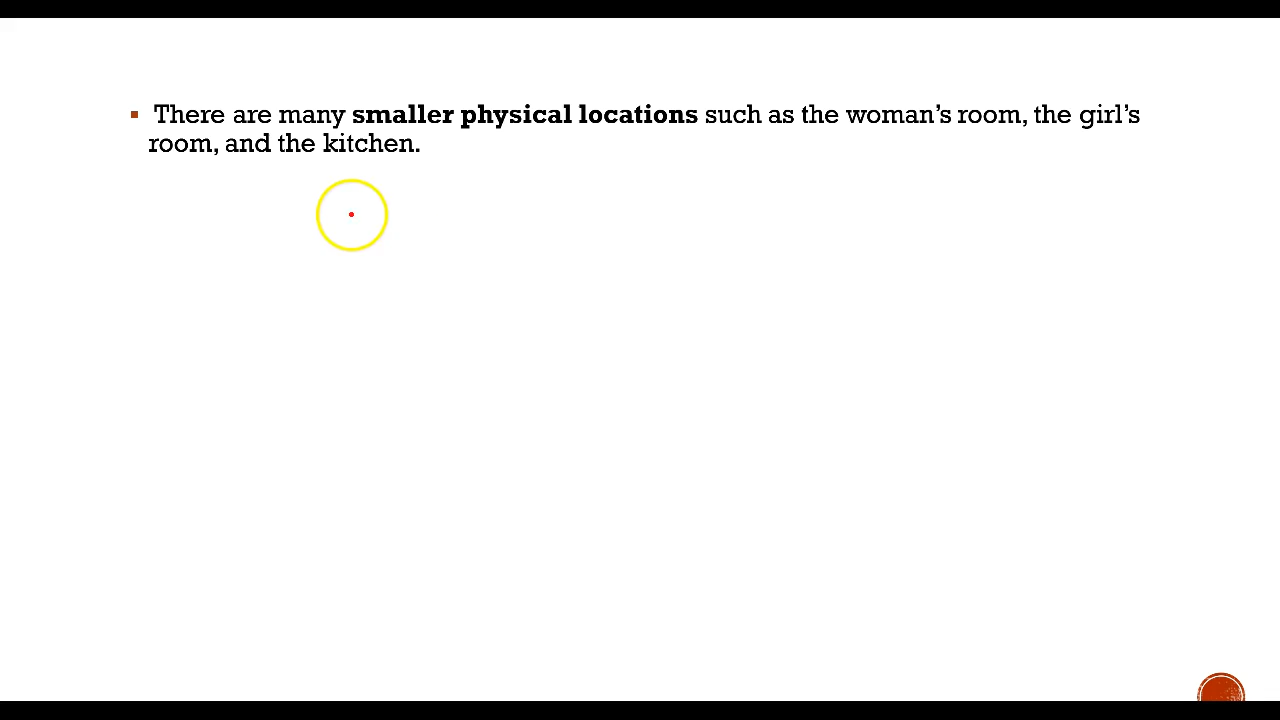 ▪ There are many smaller physical locations such as the woman’s room, the girl’s
room, and the kitchen.